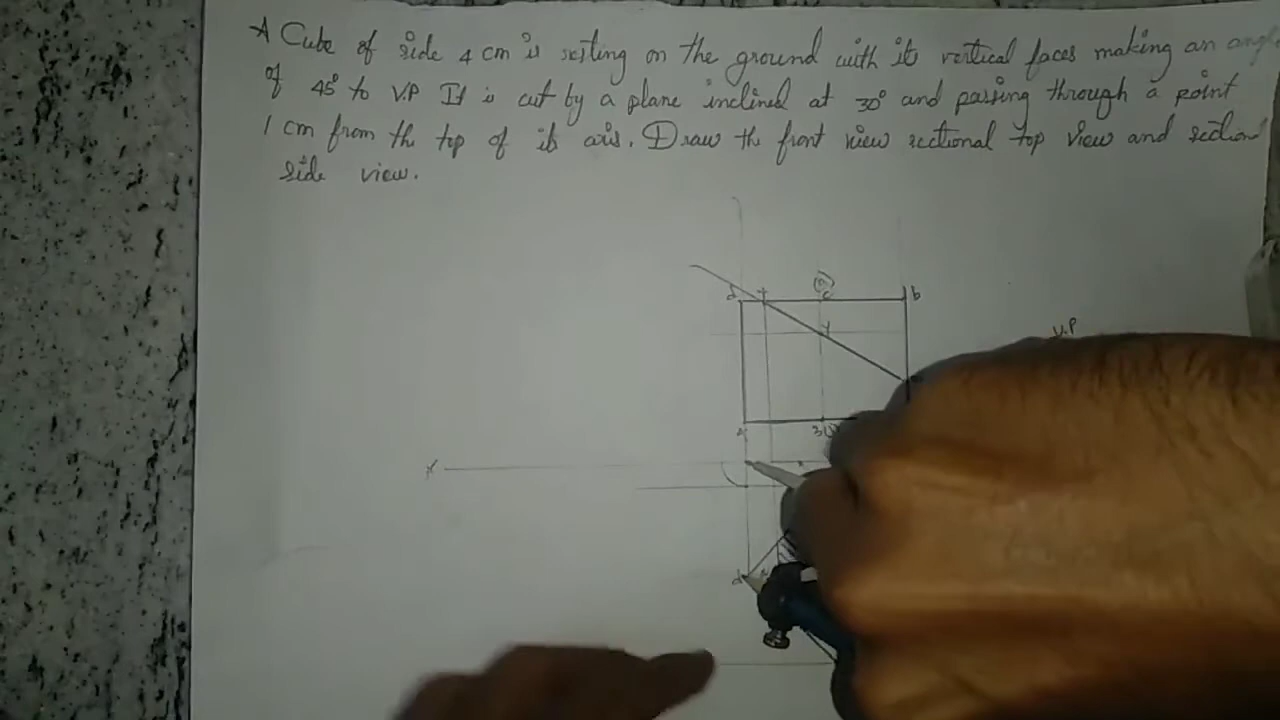 A Cube of side 4 cm is resting on the ground with its vertical faces making an angle
of 45° to V.P It is cut by a plane inclined at 30° and passing through a point
1 cm from the top of its axis. Draw the front view sectional top view and section
side view.
d
b
c
V.P
a
3
X
d